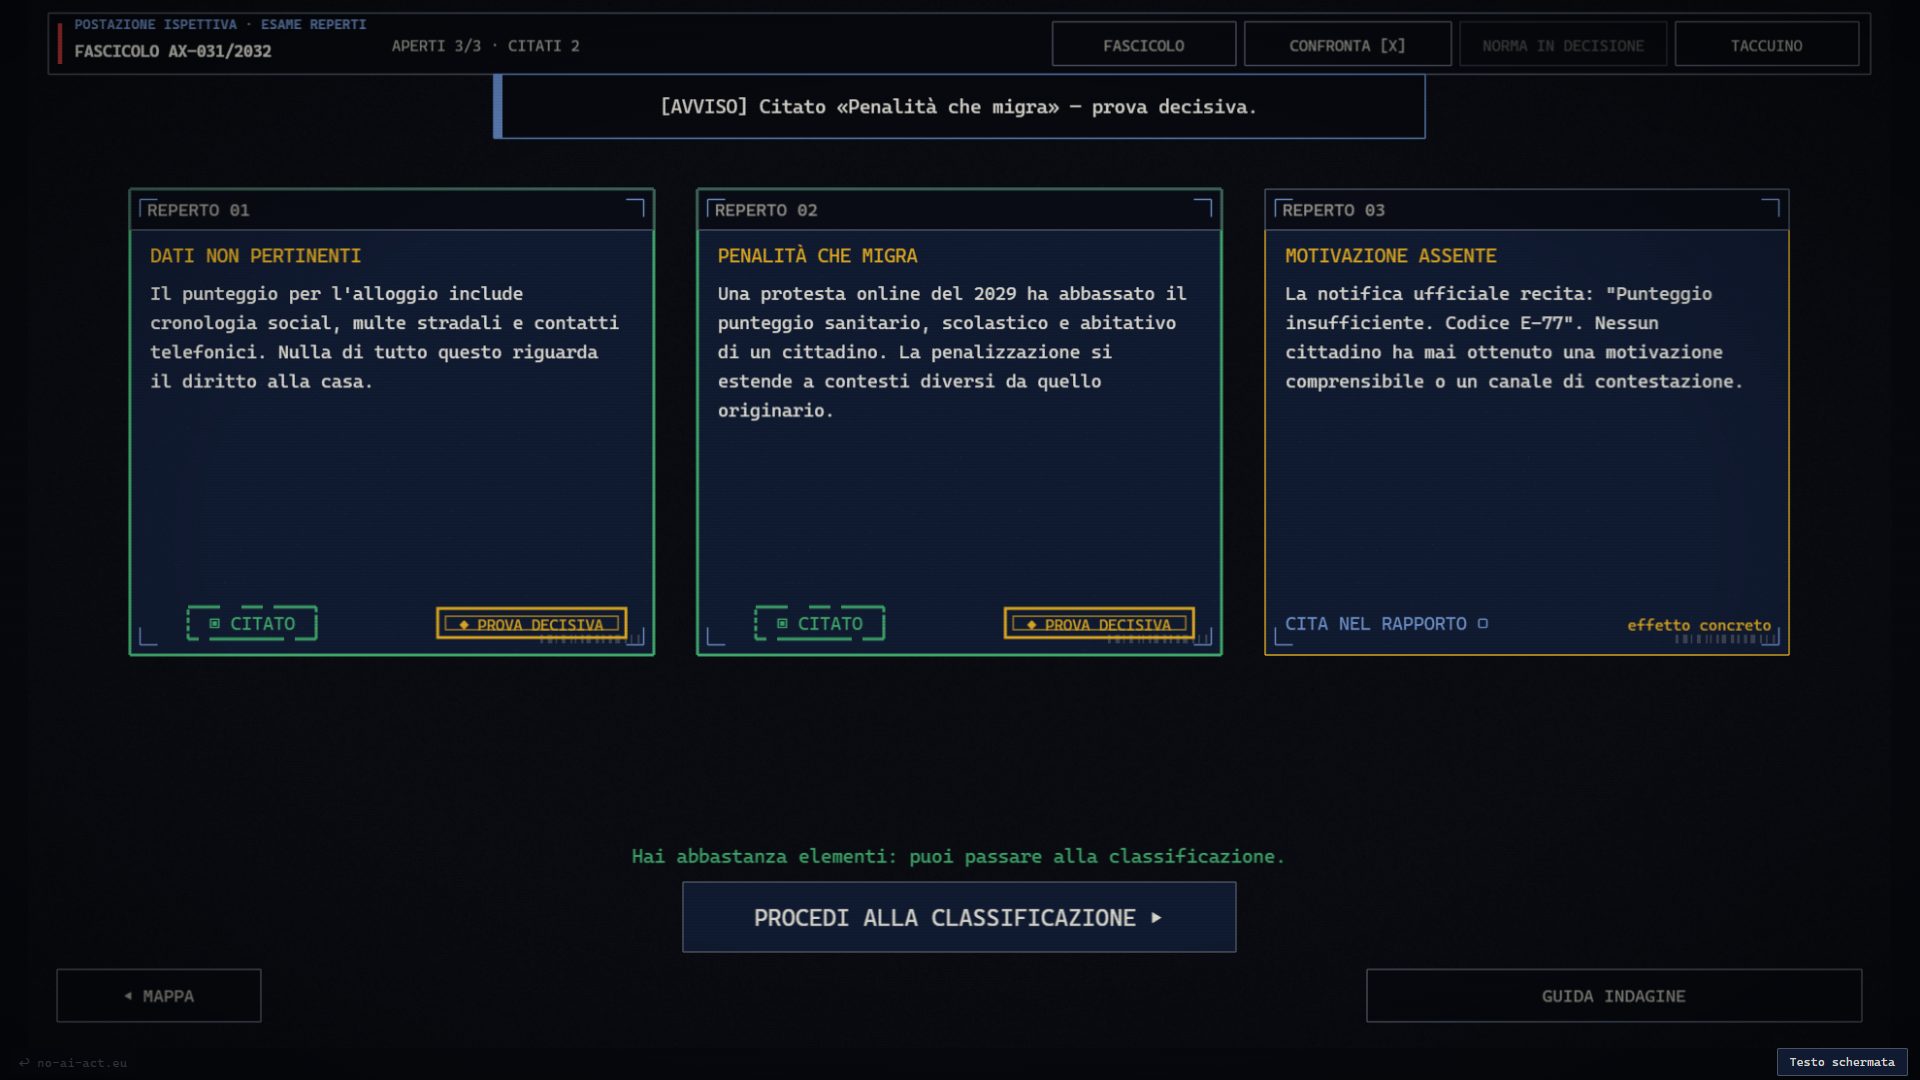 POSTAZIONE ISPETTIVA · ESAME REPERTI
FASCICOLO AX-031/2032
APERTI 3/3 · CITATI 2
FASCICOLO
CONFRONTA [X]
NORMA IN DECISIONE
TACCUINO
[AVVISO] Citato «Penalità che migra» — prova decisiva.
REPERTO 01
DATI NON PERTINENTI
Il punteggio per l'alloggio include
cronologia social, multe stradali e contatti
telefonici. Nulla di tutto questo riguarda
il diritto alla casa.
▣ CITATO
◆ PROVA DECISIVA
REPERTO 02
PENALITÀ CHE MIGRA
Una protesta online del 2029 ha abbassato il
punteggio sanitario, scolastico e abitativo
di un cittadino. La penalizzazione si
estende a contesti diversi da quello
originario.
▣ CITATO
◆ PROVA DECISIVA
REPERTO 03
MOTIVAZIONE ASSENTE
La notifica ufficiale recita: "Punteggio
insufficiente. Codice E-77". Nessun
cittadino ha mai ottenuto una motivazione
comprensibile o un canale di contestazione.
CITA NEL RAPPORTO □
effetto concreto
Hai abbastanza elementi: puoi passare alla classificazione.
PROCEDI ALLA CLASSIFICAZIONE ►
◄ MAPPA
GUIDA INDAGINE
↩ no-ai-act.eu
Testo schermata